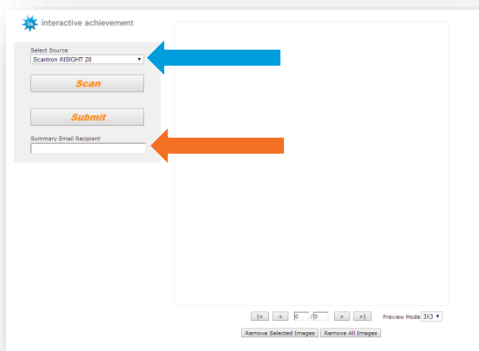 ia interactive achievement
Select Source
Scantron iNSIGHT 20
Scan
Submit
Summary Email Recipient
|< < 0 /0 > >| Preview Mode 3X3
Remove Selected Images Remove All Images